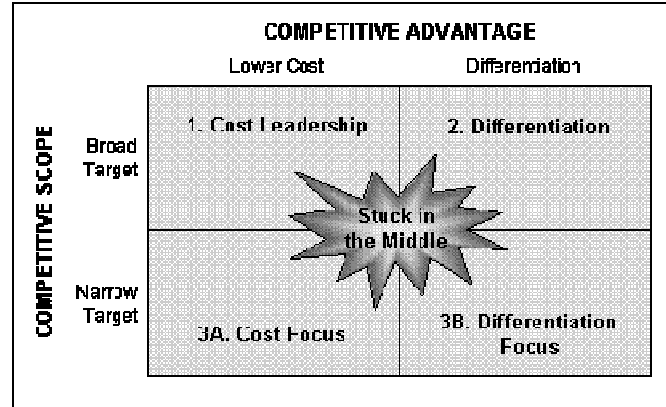 COMPETITIVE ADVANTAGE
Lower Cost
Differentiation
COMPETITIVE SCOPE
Broad
Target
1. Cost Leadership
2. Differentiation
Stuck in
the Middle
Narrow
Target
3A. Cost Focus
3B. Differentiation
Focus